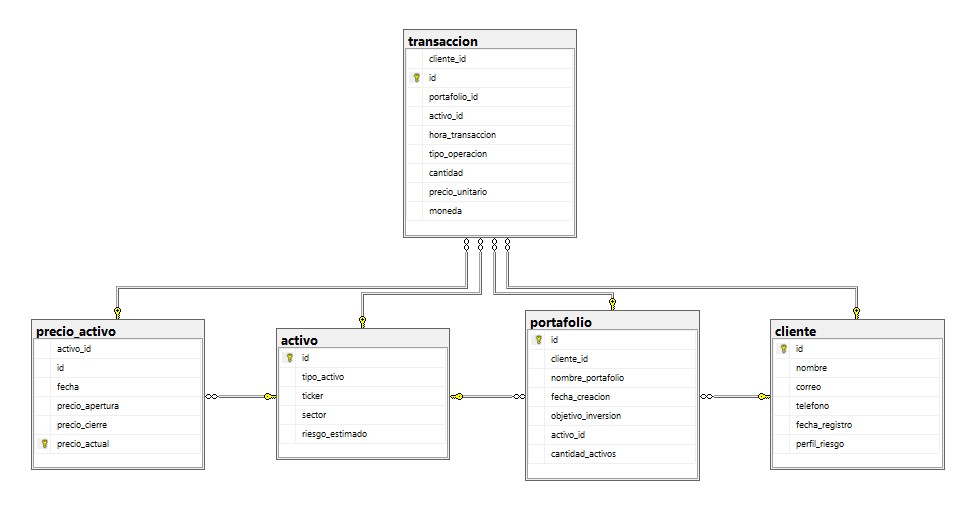 transaccion
cliente_id
id
portafolio_id
activo_id
hora_transaccion
tipo_operacion
cantidad
precio_unitario
moneda
precio_activo
activo_id
id
fecha
precio_apertura
precio_cierre
precio_actual
activo
id
tipo_activo
ticker
sector
riesgo_estimado
portafolio
id
cliente_id
nombre_portafolio
fecha_creacion
objetivo_inversion
activo_id
cantidad_activos
cliente
id
nombre
correo
telefono
fecha_registro
perfil_riesgo